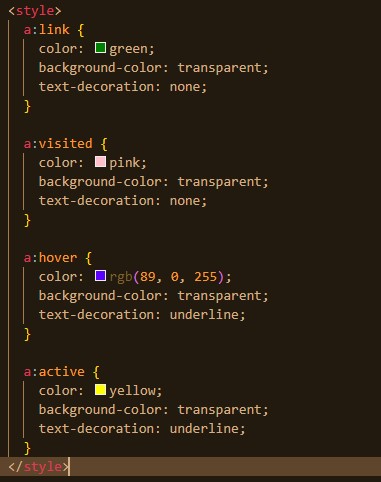 <style>
a:link {
color: green;
background-color: transparent;
text-decoration: none;
}
a:visited {
color: pink;
background-color: transparent;
text-decoration: none;
}
a:hover {
color: rgb(89, 0, 255);
background-color: transparent;
text-decoration: underline;
}
a:active {
color: yellow;
background-color: transparent;
text-decoration: underline;
}
</style>